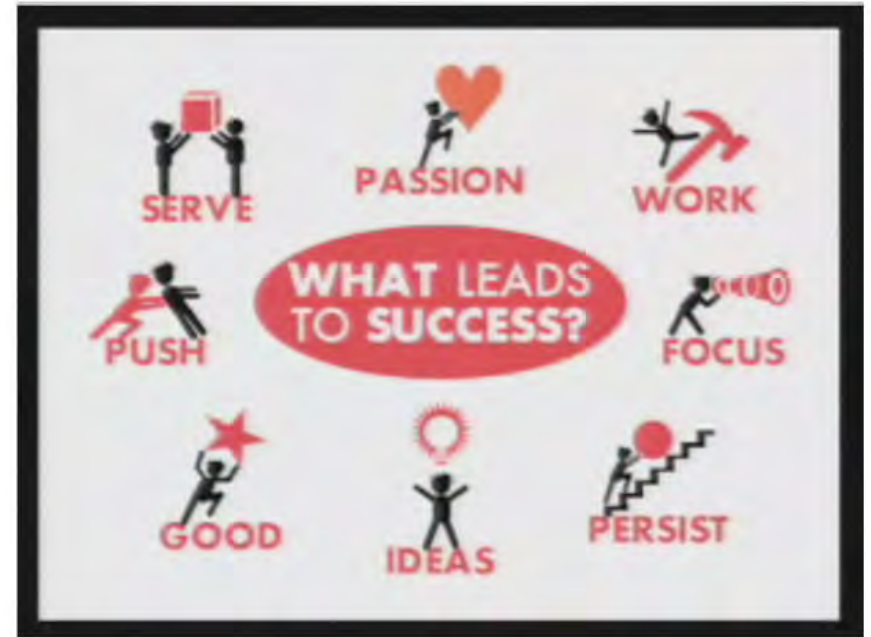 SERVE
PASSION
WORK
PUSH
WHAT LEADS
TO SUCCESS?
FOCUS
GOOD
IDEAS
PERSIST